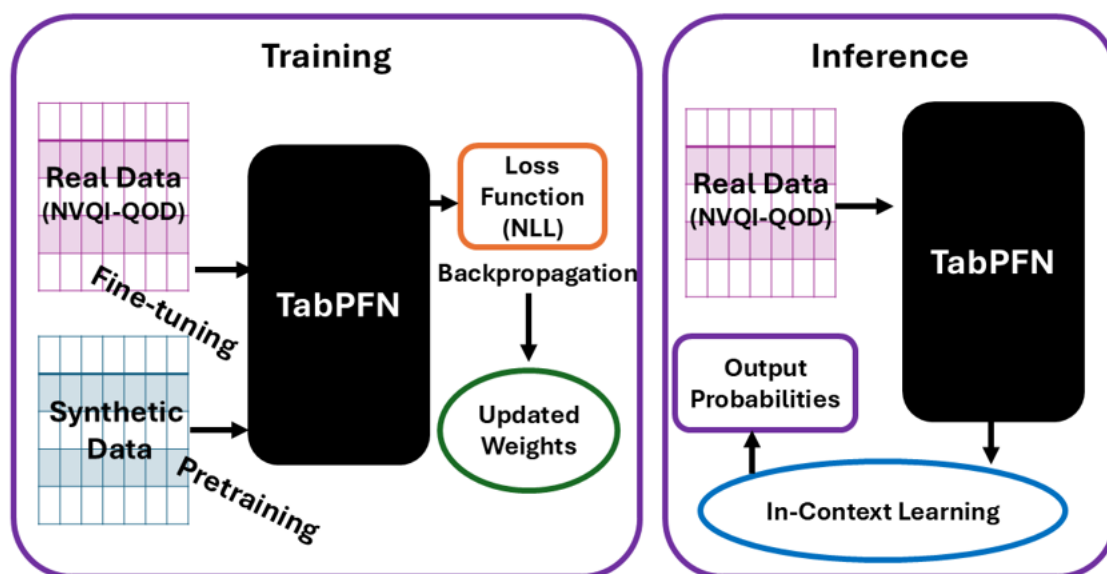 Training
Real Data
(NVQI-QOD)
Fine-tuning
Synthetic
Data
Pretraining
TabPFN
Loss
Function
(NLL)
Backpropagation
Updated
Weights
Inference
Real Data
(NVQI-QOD)
TabPFN
Output
Probabilities
In-Context Learning